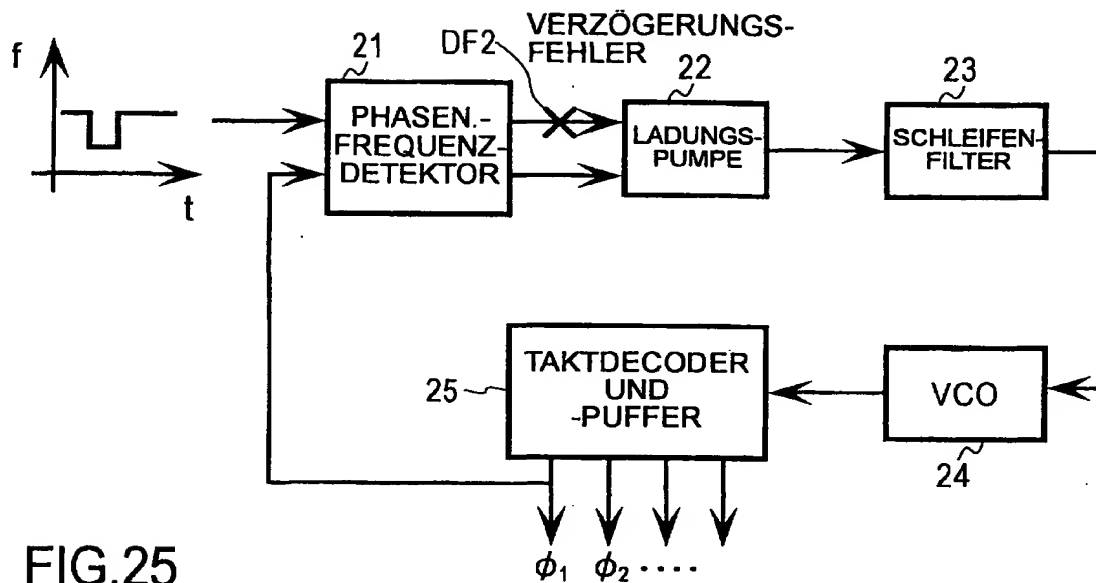 f
t
21
PHASEN.-
FREQUENZ-
DETEKTOR
DF2
VERZÖGERUNGS-
FEHLER
22
LADUNGS-
PUMPE
23
SCHLEIFEN-
FILTER
25
TAKTDECODER
UND
-PUFFER
VCO
24
ϕ1 ϕ2 ····
FIG.25